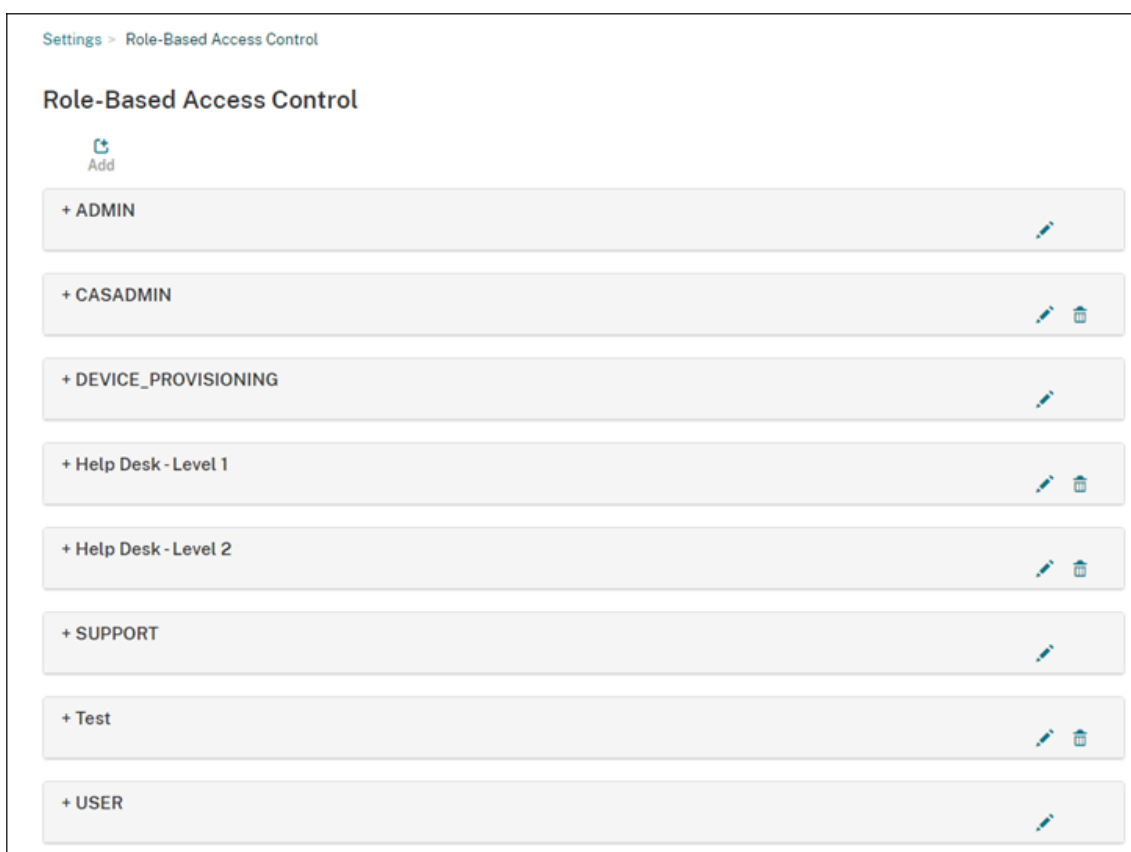 Settings > Role-Based Access Control
Role-Based Access Control
Add
+ ADMIN
+ CASADMIN
+ DEVICE_PROVISIONING
+ Help Desk - Level 1
+ Help Desk - Level 2
+ SUPPORT
+ Test
+ USER